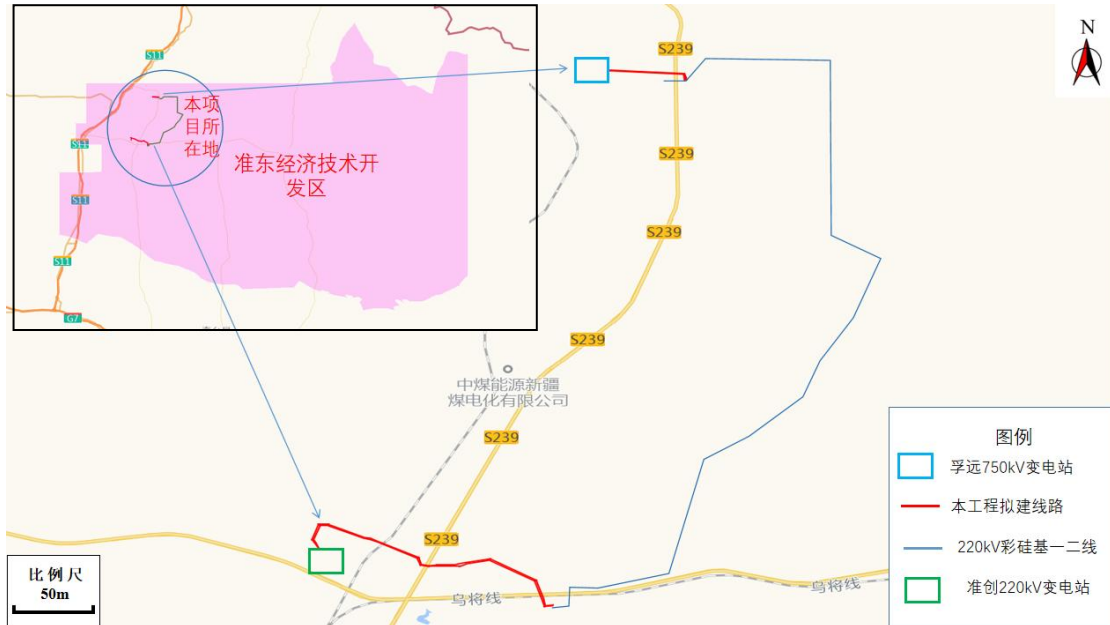 S11
本项
目所
在地
准东经济技术开
发区
S11
S11
S11
G7
S239
S239
S239
S239
S239
S239
中煤能源新疆
煤电化有限公司
乌将线
乌将线
N
图例
孚远750kV变电站
本工程拟建线路
220kV彩硅基一二线
准创220kV变电站
比例尺
50m